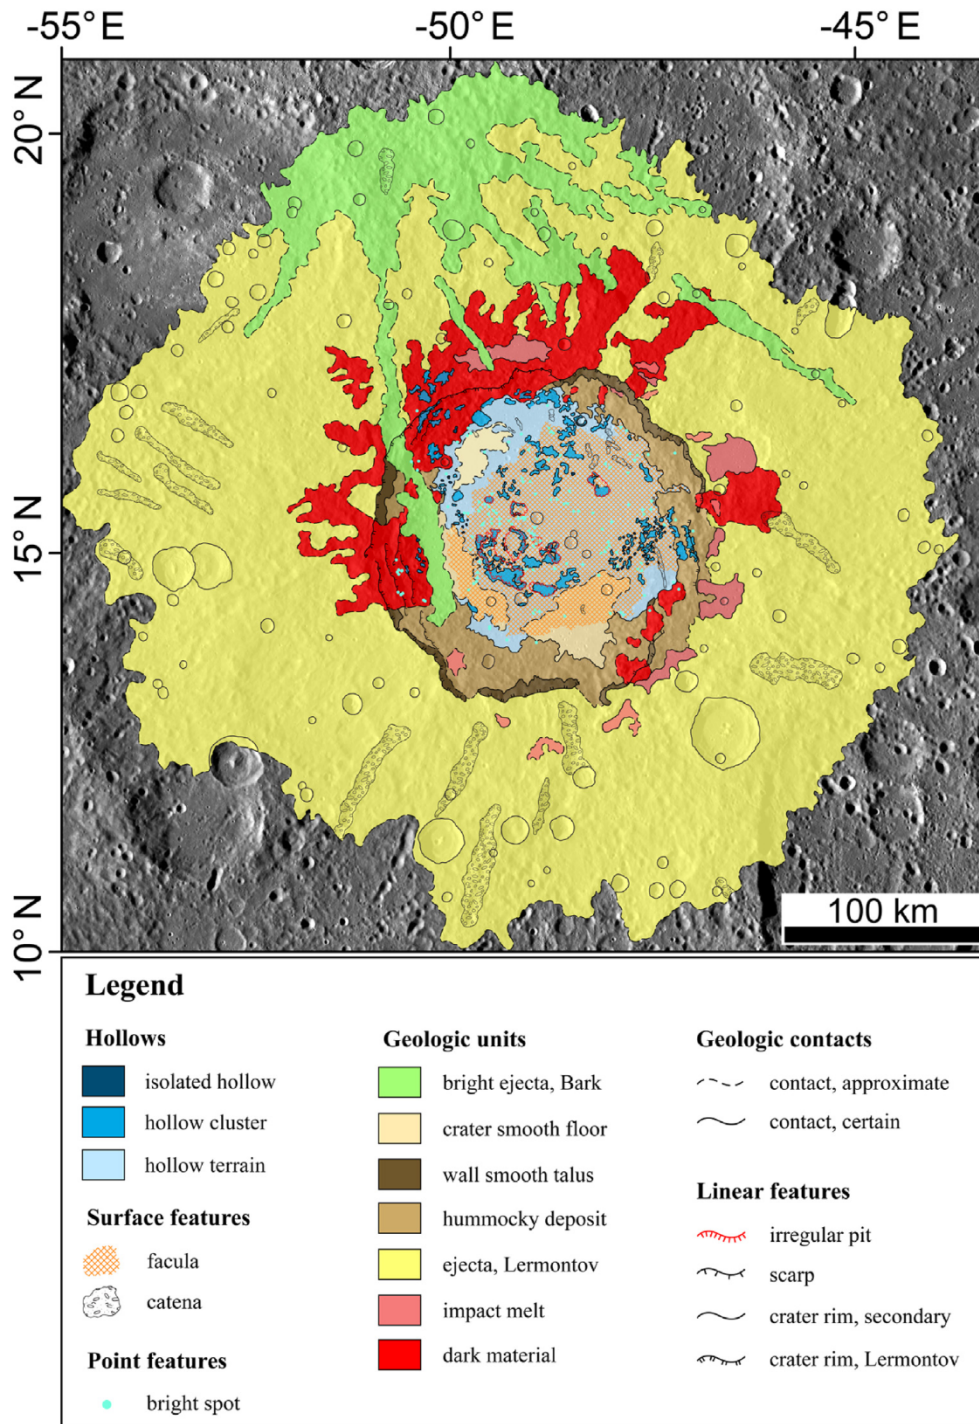 -55° E
-50° E
-45° E
20° N
15° N
10° N
100 km
Legend
Hollows
isolated hollow
hollow cluster
hollow terrain
Surface features
facula
catena
Point features
bright spot
Geologic units
bright ejecta, Bark
crater smooth floor
wall smooth talus
hummocky deposit
ejecta, Lermontov
impact melt
dark material
Geologic contacts
contact, approximate
contact, certain
Linear features
irregular pit
scarp
crater rim, secondary
crater rim, Lermontov